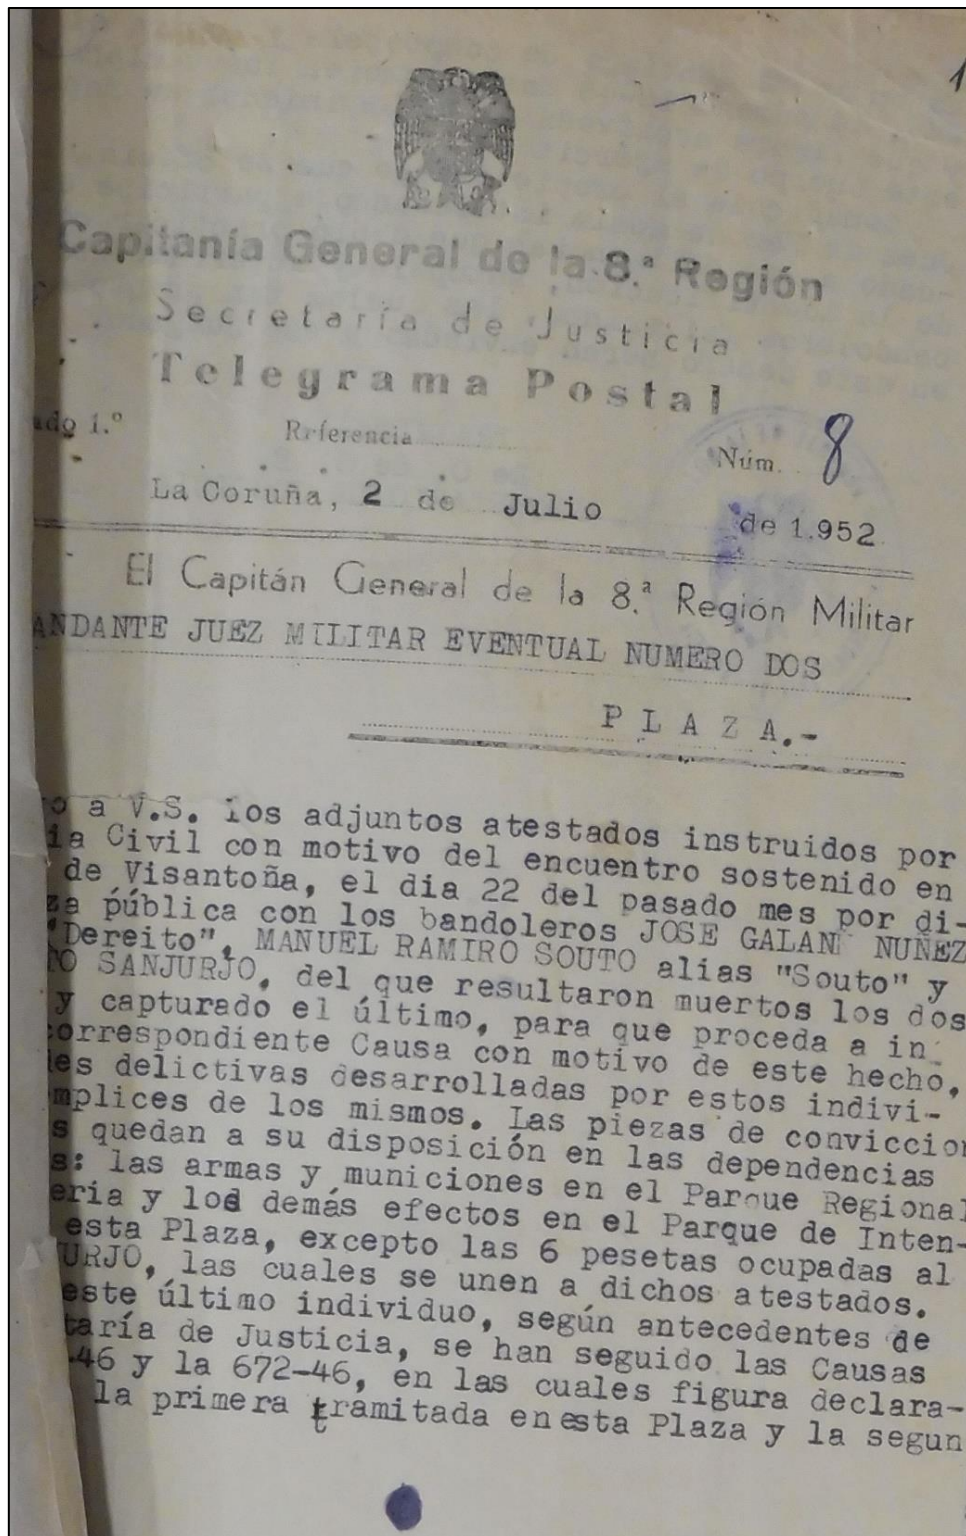 1
Capitanía General de la 8.ª Región
Secretaría de Justicia
Telegrama Postal
ado 1.º Referencia Núm. 8
La Coruña, 2 de Julio de 1.952
El Capitán General de la 8.ª Región Militar
ANDANTE JUEZ MILITAR EVENTUAL NUMERO DOS
P L A Z A.-
o a V.S. los adjuntos atestados instruidos por
ia Civil con motivo del encuentro sostenido en
de Visantoña, el dia 22 del pasado mes por di-
za pública con los bandoleros JOSE GALAN NUÑEZ
"Dereito", MANUEL RAMIRO SOUTO alias "Souto" y
TO SANJURJO, del que resultaron muertos los dos
y capturado el último, para que proceda a in
correspondiente Causa con motivo de este hecho,
des delictivas desarrolladas por estos indivi-
mplices de los mismos. Las piezas de conviccion
s quedan a su disposición en las dependencias
s: las armas y municiones en el Parque Regional
eria y los demás efectos en el Parque de Inten-
esta Plaza, excepto las 6 pesetas ocupadas al
URJO, las cuales se unen a dichos atestados.
este último individuo, según antecedentes de
taría de Justicia, se han seguido las Causas
-46 y la 672-46, en las cuales figura declara-
la primera tramitada en esta Plaza y la segun